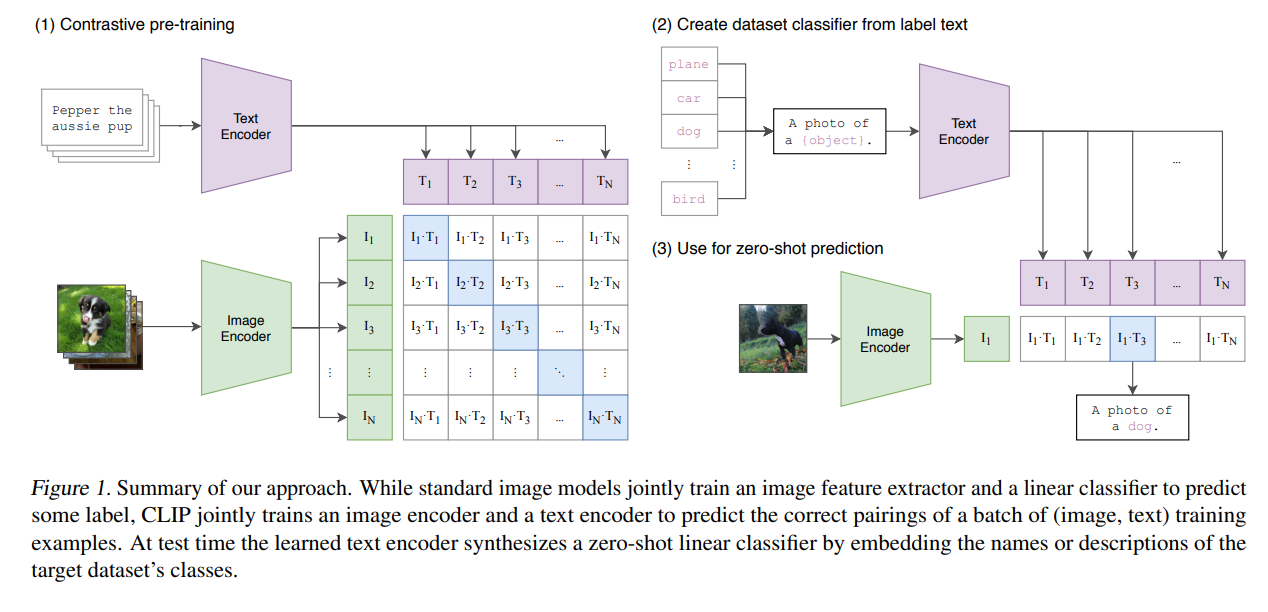 (1) Contrastive pre-training
Pepper the
aussie pup
Text
Encoder
...
T1 T2 T3 ... TN
Image
Encoder
⋮
I1 I1·T1 I1·T2 I1·T3 ... I1·TN
I2 I2·T1 I2·T2 I2·T3 ... I2·TN
I3 I3·T1 I3·T2 I3·T3 ... I3·TN
⋮ ⋮ ⋮ ⋮ ⋱ ⋮
IN IN·T1 IN·T2 IN·T3 ... IN·TN
(2) Create dataset classifier from label text
plane
car
dog
⋮ ⋮
bird
A photo of
a {object}.
Text
Encoder
...
(3) Use for zero-shot prediction
T1 T2 T3 ... TN
Image
Encoder
I1 I1·T1 I1·T2 I1·T3 ... I1·TN
A photo of
a dog.
Figure 1. Summary of our approach. While standard image models jointly train an image feature extractor and a linear classifier to predict
some label, CLIP jointly trains an image encoder and a text encoder to predict the correct pairings of a batch of (image, text) training
examples. At test time the learned text encoder synthesizes a zero-shot linear classifier by embedding the names or descriptions of the
target dataset's classes.